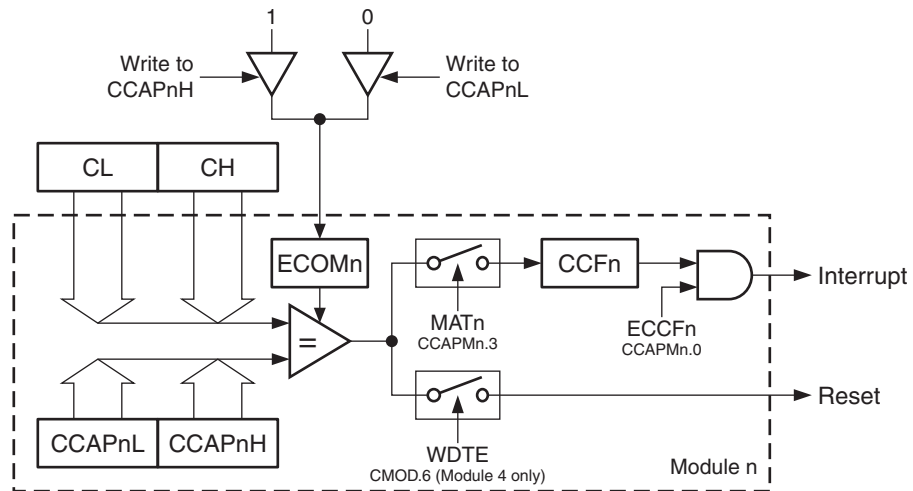 1
0
Write to
CCAPnH
Write to
CCAPnL
CL
CH
ECOMn
CCFn
Interrupt
=
MATn
CCAPMn.3
ECCFn
CCAPMn.0
Reset
CCAPnL
CCAPnH
WDTE
CMOD.6 (Module 4 only)
Module n